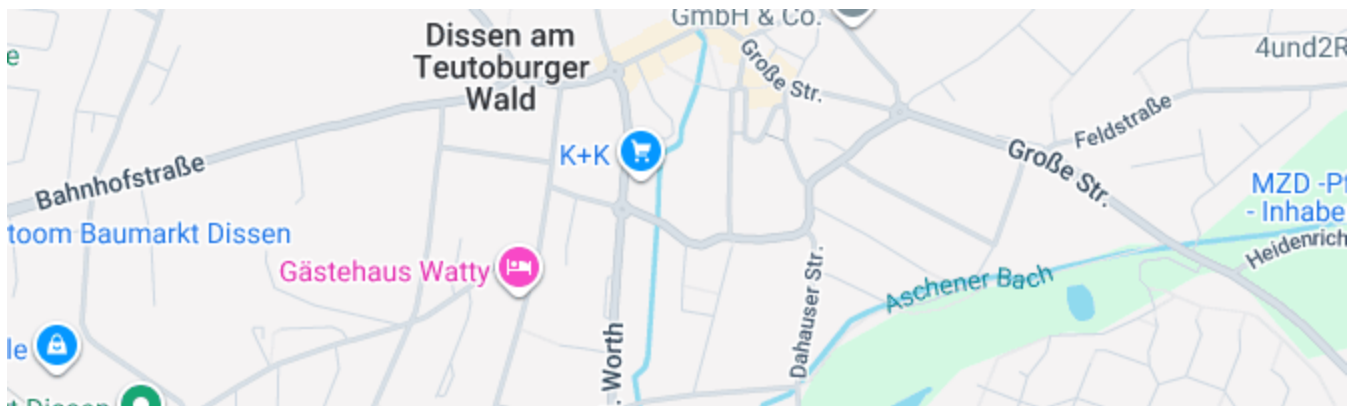 GmbH & Co.
Dissen am
Teutoburger
Wald
4und2R
e
Große Str.
Feldstraße
K+K
Große Str.
Bahnhofstraße
MZD -Pf
- Inhabe
toom Baumarkt Dissen
Heidenrich
Gästehaus Watty
Aschener Bach
Dahauser Str.
le
. Worth
rt Dissen